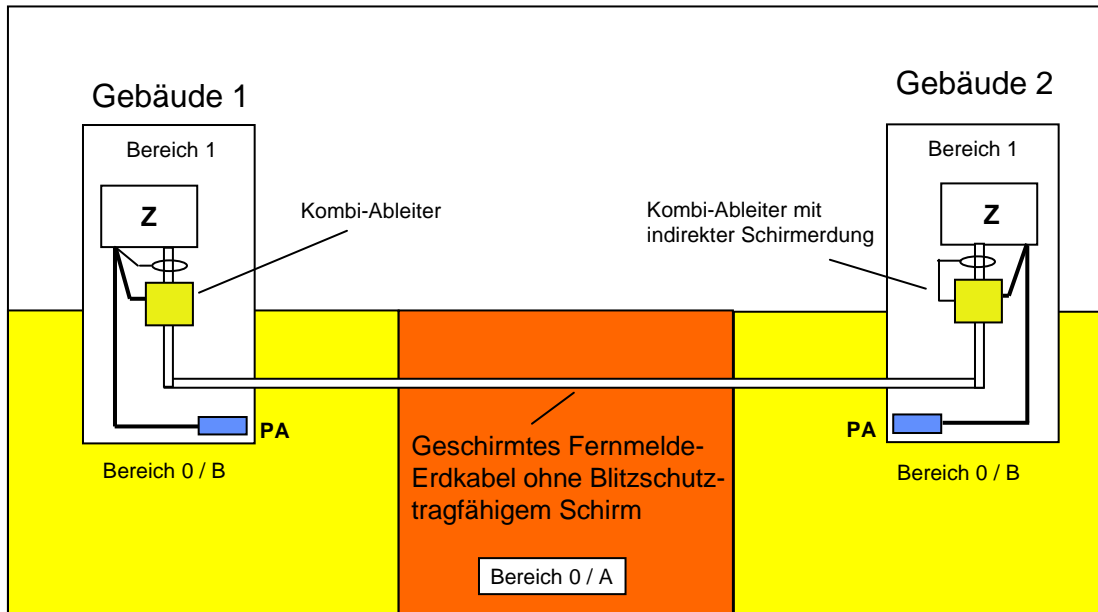 Gebäude 1
Gebäude 2
Bereich 1
Bereich 1
Z
Z
Kombi-Ableiter
Kombi-Ableiter mit
indirekter Schirmerdung
PA
PA
Geschirmtes Fernmelde-
Erdkabel ohne Blitzschutz-
tragfähigem Schirm
Bereich 0 / B
Bereich 0 / B
Bereich 0 / A